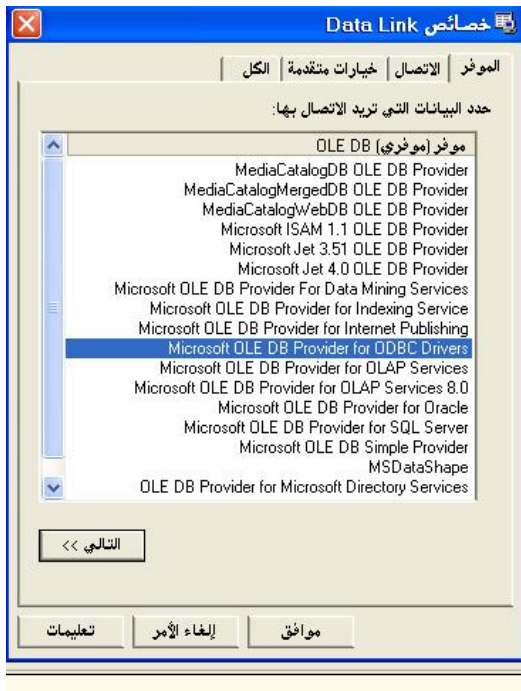 خصائص Data Link
الموفر الاتصال خيارات متقدمة الكل
حدد البيانات التي تريد الاتصال بها:
موفر (موفري) OLE DB
MediaCatalogDB OLE DB Provider
MediaCatalogMergedDB OLE DB Provider
MediaCatalogWebDB OLE DB Provider
Microsoft ISAM 1.1 OLE DB Provider
Microsoft Jet 3.51 OLE DB Provider
Microsoft Jet 4.0 OLE DB Provider
Microsoft OLE DB Provider For Data Mining Services
Microsoft OLE DB Provider for Indexing Service
Microsoft OLE DB Provider for Internet Publishing
Microsoft OLE DB Provider for ODBC Drivers
Microsoft OLE DB Provider for OLAP Services
Microsoft OLE DB Provider for OLAP Services 8.0
Microsoft OLE DB Provider for Oracle
Microsoft OLE DB Provider for SQL Server
Microsoft OLE DB Simple Provider
MSDataShape
OLE DB Provider for Microsoft Directory Services
التالي >>
موافق إلغاء الأمر تعليمات